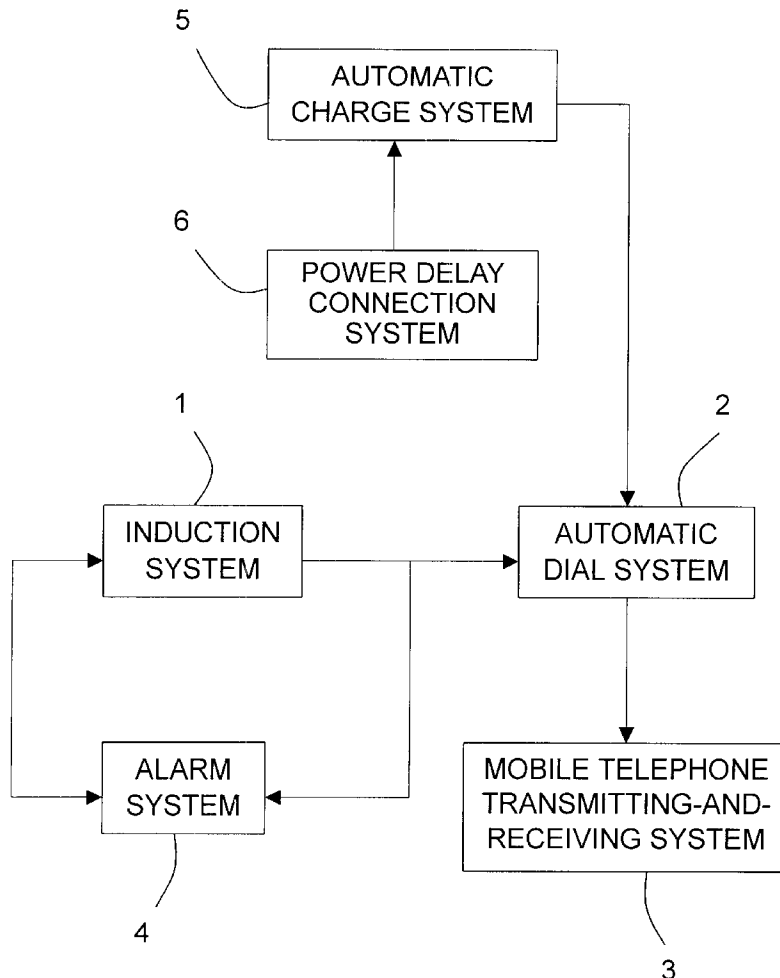 5
AUTOMATIC
CHARGE SYSTEM
6
POWER DELAY
CONNECTION
SYSTEM
1
INDUCTION
SYSTEM
2
AUTOMATIC
DIAL SYSTEM
ALARM
SYSTEM
4
MOBILE TELEPHONE
TRANSMITTING-AND-
RECEIVING SYSTEM
3